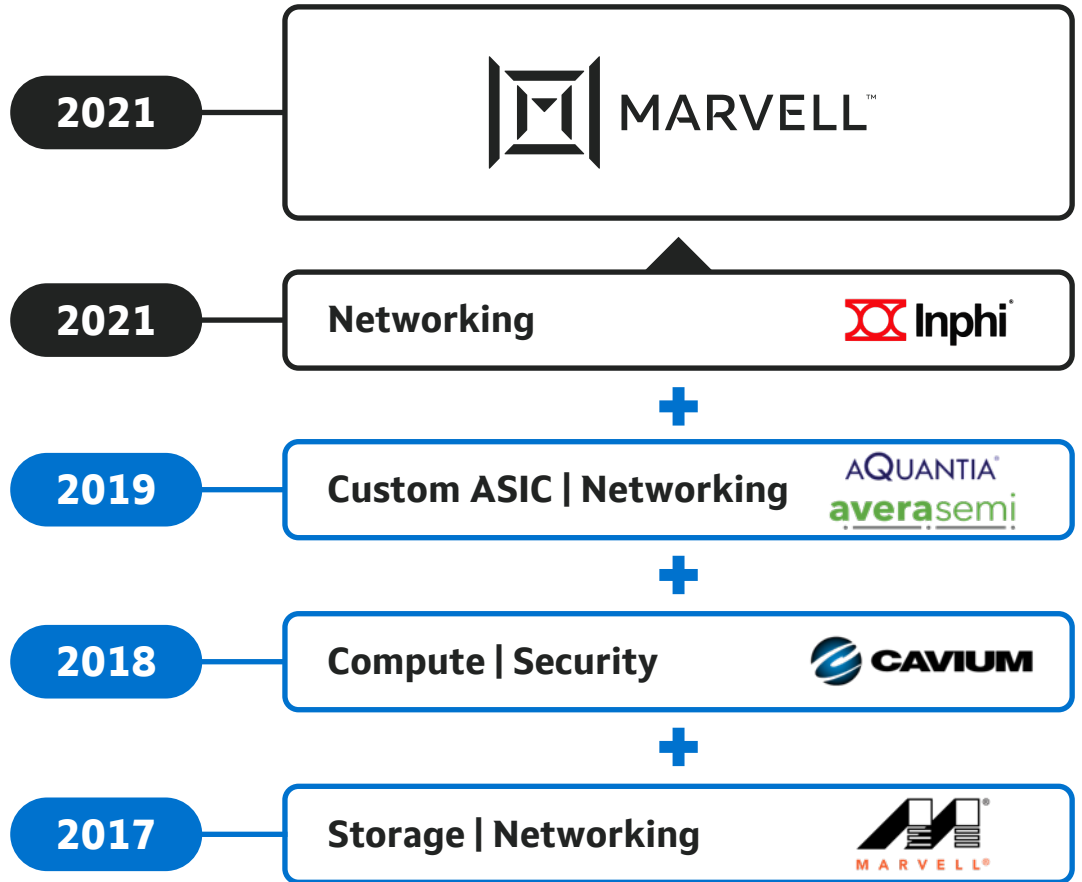 2021
MARVELL™
2021
Networking
Inphi®
2019
Custom ASIC | Networking
AQUANTIA®
averasemi
2018
Compute | Security
CAVIUM
2017
Storage | Networking
MARVELL®